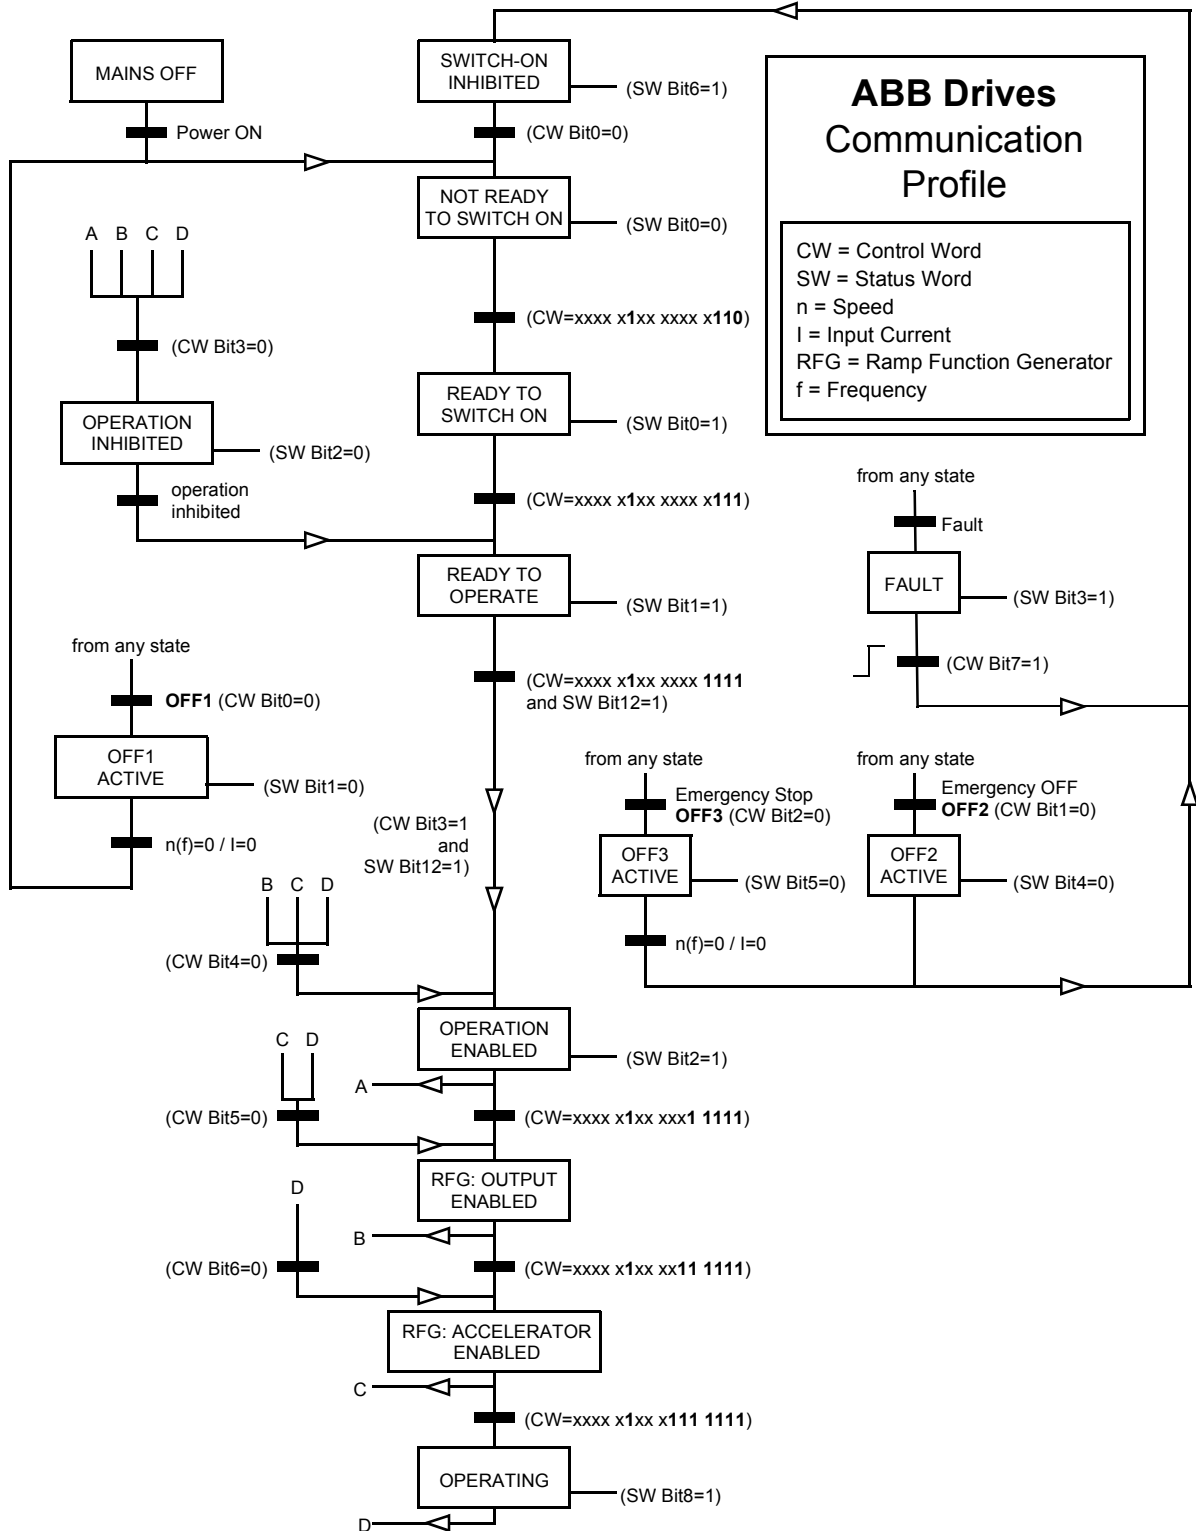 MAINS OFF
Power ON
SWITCH-ON
INHIBITED
(SW Bit6=1)
(CW Bit0=0)
ABB Drives
Communication
Profile
CW = Control Word
SW = Status Word
n = Speed
I = Input Current
RFG = Ramp Function Generator
f = Frequency
NOT READY
TO SWITCH ON
(SW Bit0=0)
A B C D
(CW Bit3=0)
(CW=xxxx x1xx xxxx x110)
OPERATION
INHIBITED
(SW Bit2=0)
operation
inhibited
READY TO
SWITCH ON
(SW Bit0=1)
(CW=xxxx x1xx xxxx x111)
from any state
Fault
FAULT
(SW Bit3=1)
(CW Bit7=1)
READY TO
OPERATE
(SW Bit1=1)
(CW=xxxx x1xx xxxx 1111
and SW Bit12=1)
from any state
OFF1 (CW Bit0=0)
OFF1
ACTIVE
(SW Bit1=0)
n(f)=0 / I=0
(CW Bit3=1
and
SW Bit12=1)
from any state
Emergency Stop
OFF3 (CW Bit2=0)
OFF3
ACTIVE
(SW Bit5=0)
n(f)=0 / I=0
from any state
Emergency OFF
OFF2 (CW Bit1=0)
OFF2
ACTIVE
(SW Bit4=0)
B C D
(CW Bit4=0)
OPERATION
ENABLED
(SW Bit2=1)
A
C D
(CW Bit5=0)
(CW=xxxx x1xx xxx1 1111)
RFG: OUTPUT
ENABLED
B
D
(CW Bit6=0)
(CW=xxxx x1xx xx11 1111)
RFG: ACCELERATOR
ENABLED
C
(CW=xxxx x1xx x111 1111)
OPERATING
(SW Bit8=1)
D